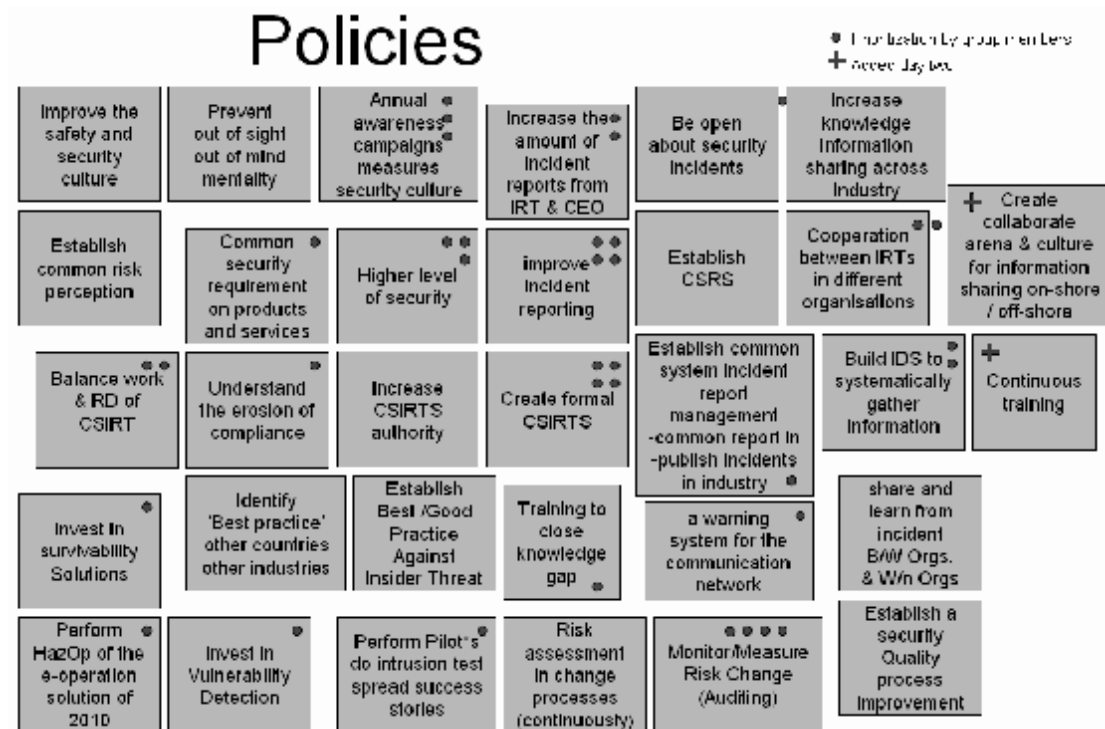 Policies
Prioritization by group members
Added day two
Improve the
safety and
security
culture
Prevent
out of sight
out of mind
mentality
Annual
awareness
campaigns
measures
security culture
Increase the
amount of
Incident
reports from
IRT & CEO
Be open
about security
Incidents
Increase
knowledge
Information
sharing across
Industry
Establish
common risk
perception
Common
security
requirement
on products
and services
Higher level
of security
improve
Incident
reporting
Establish
CSRS
Cooperation
between IRTs
in different
organisations
Create
collaborate
arena & culture
for information
sharing on-shore
/ off-shore
Balance work
& RD of
CSIRT
Understand
the erosion of
compliance
Increase
CSIRTS
authority
Create formal
CSIRTS
Establish common
system incident
report
management
-common report in
-publish incidents
in industry
Build IDS to
systematically
gather
Information
Continuous
training
Invest in
survivability
Solutions
Identify
'Best practice'
other countries
other industries
Establish
Best /Good
Practice
Against
Insider Threat
Training to
close
knowledge
gap
a warning
system for the
communication
network
share and
learn from
incident
B/W Orgs.
& W/n Orgs
Perform
HazOp of the
e-operation
solution of
2010
Invest in
Vulnerability
Detection
Perform Pilot's
do intrusion test
spread success
stories
Risk
assessment
in change
processes
(continuously)
Monitor/Measure
Risk Change
(Auditing)
Establish a
security
Quality
process
Improvement